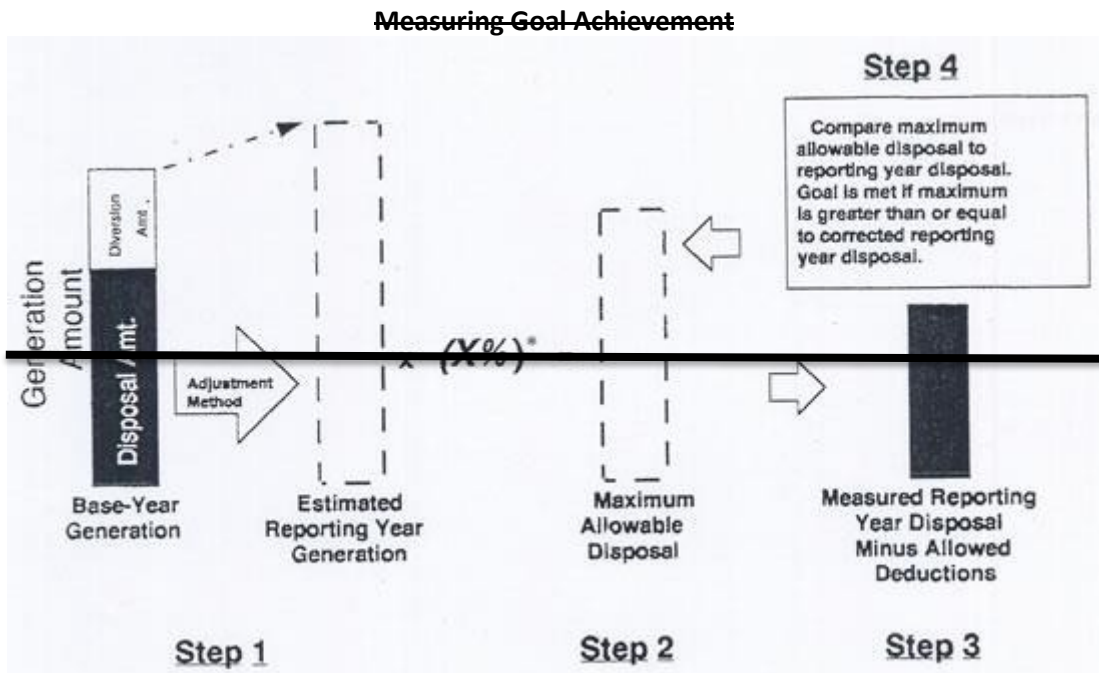 Measuring Goal Achievement
Step 4
Compare maximum
allowable disposal to
reporting year disposal.
Goal is met if maximum
is greater than or equal
to corrected reporting
year disposal.
Diversion
Amt.
Generation
Amount
Disposal Amt.
Adjustment
Method
x (X%)*
Base-Year
Generation
Estimated
Reporting Year
Generation
Maximum
Allowable
Disposal
Measured Reporting
Year Disposal
Minus Allowed
Deductions
Step 1
Step 2
Step 3